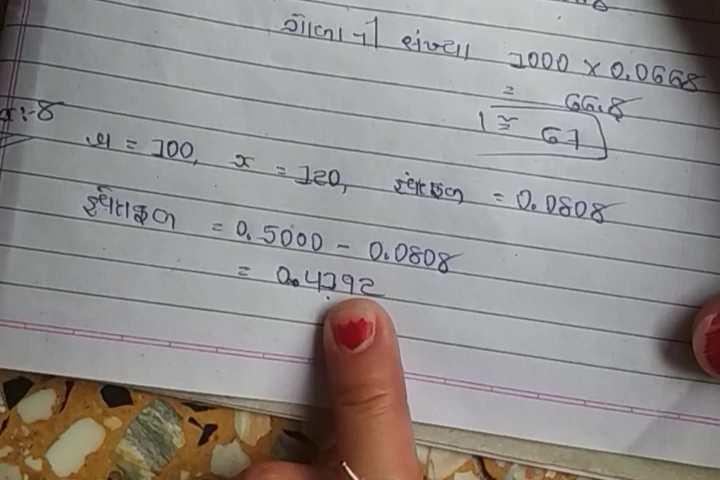 ગોળાની સંખ્યા 1000 × 0.0668
= 66.8
≅ 67
:-8
μ = 100, x = 120, ક્ષેત્રફળ = 0.0808
ક્ષેત્રફળ = 0.5000 - 0.0808
= 0.4192